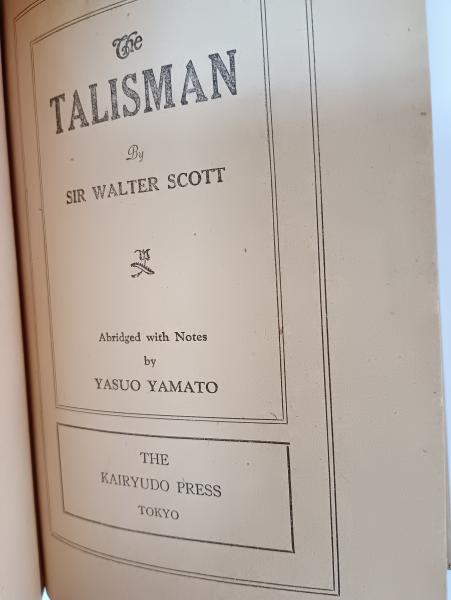 The
TALISMAN
By
SIR WALTER SCOTT
Abridged with Notes
by
YASUO YAMATO
THE
KAIRYUDO PRESS
TOKYO